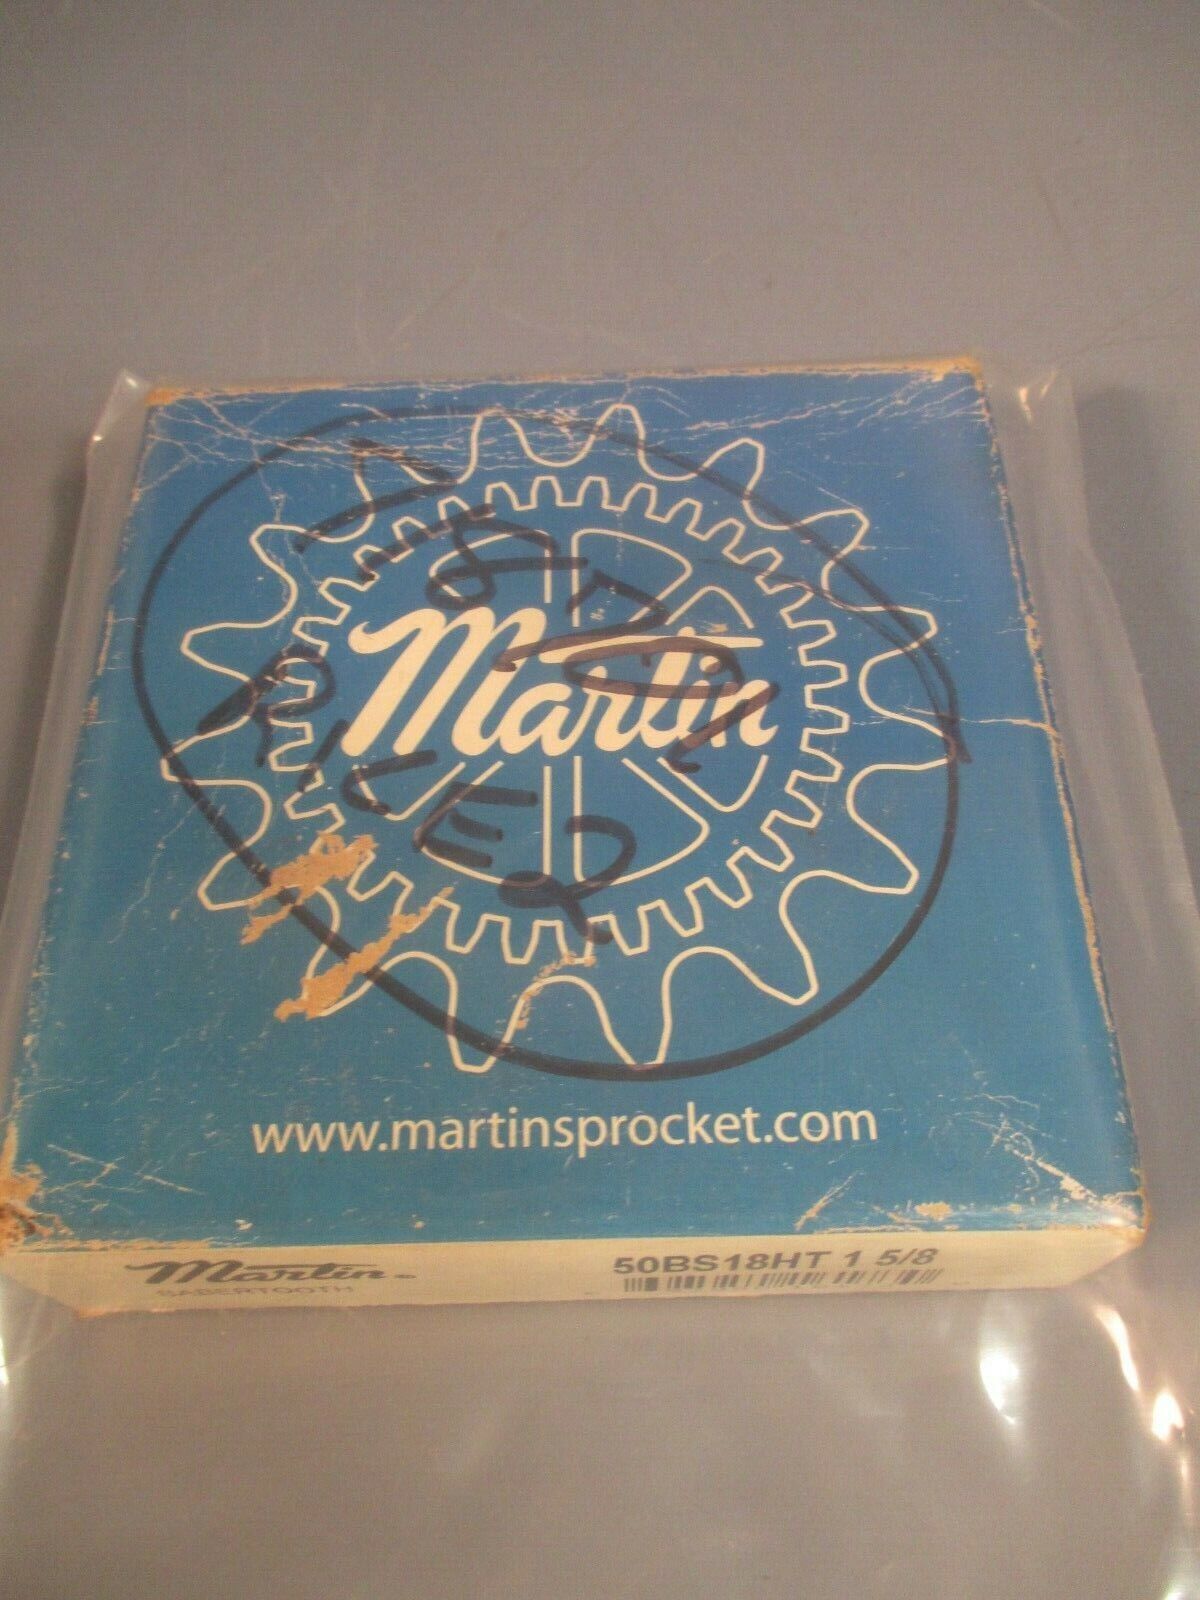 Martin
www.martinsprocket.com
Martin
SABERTOOTH
50BS18HT 1 5/8